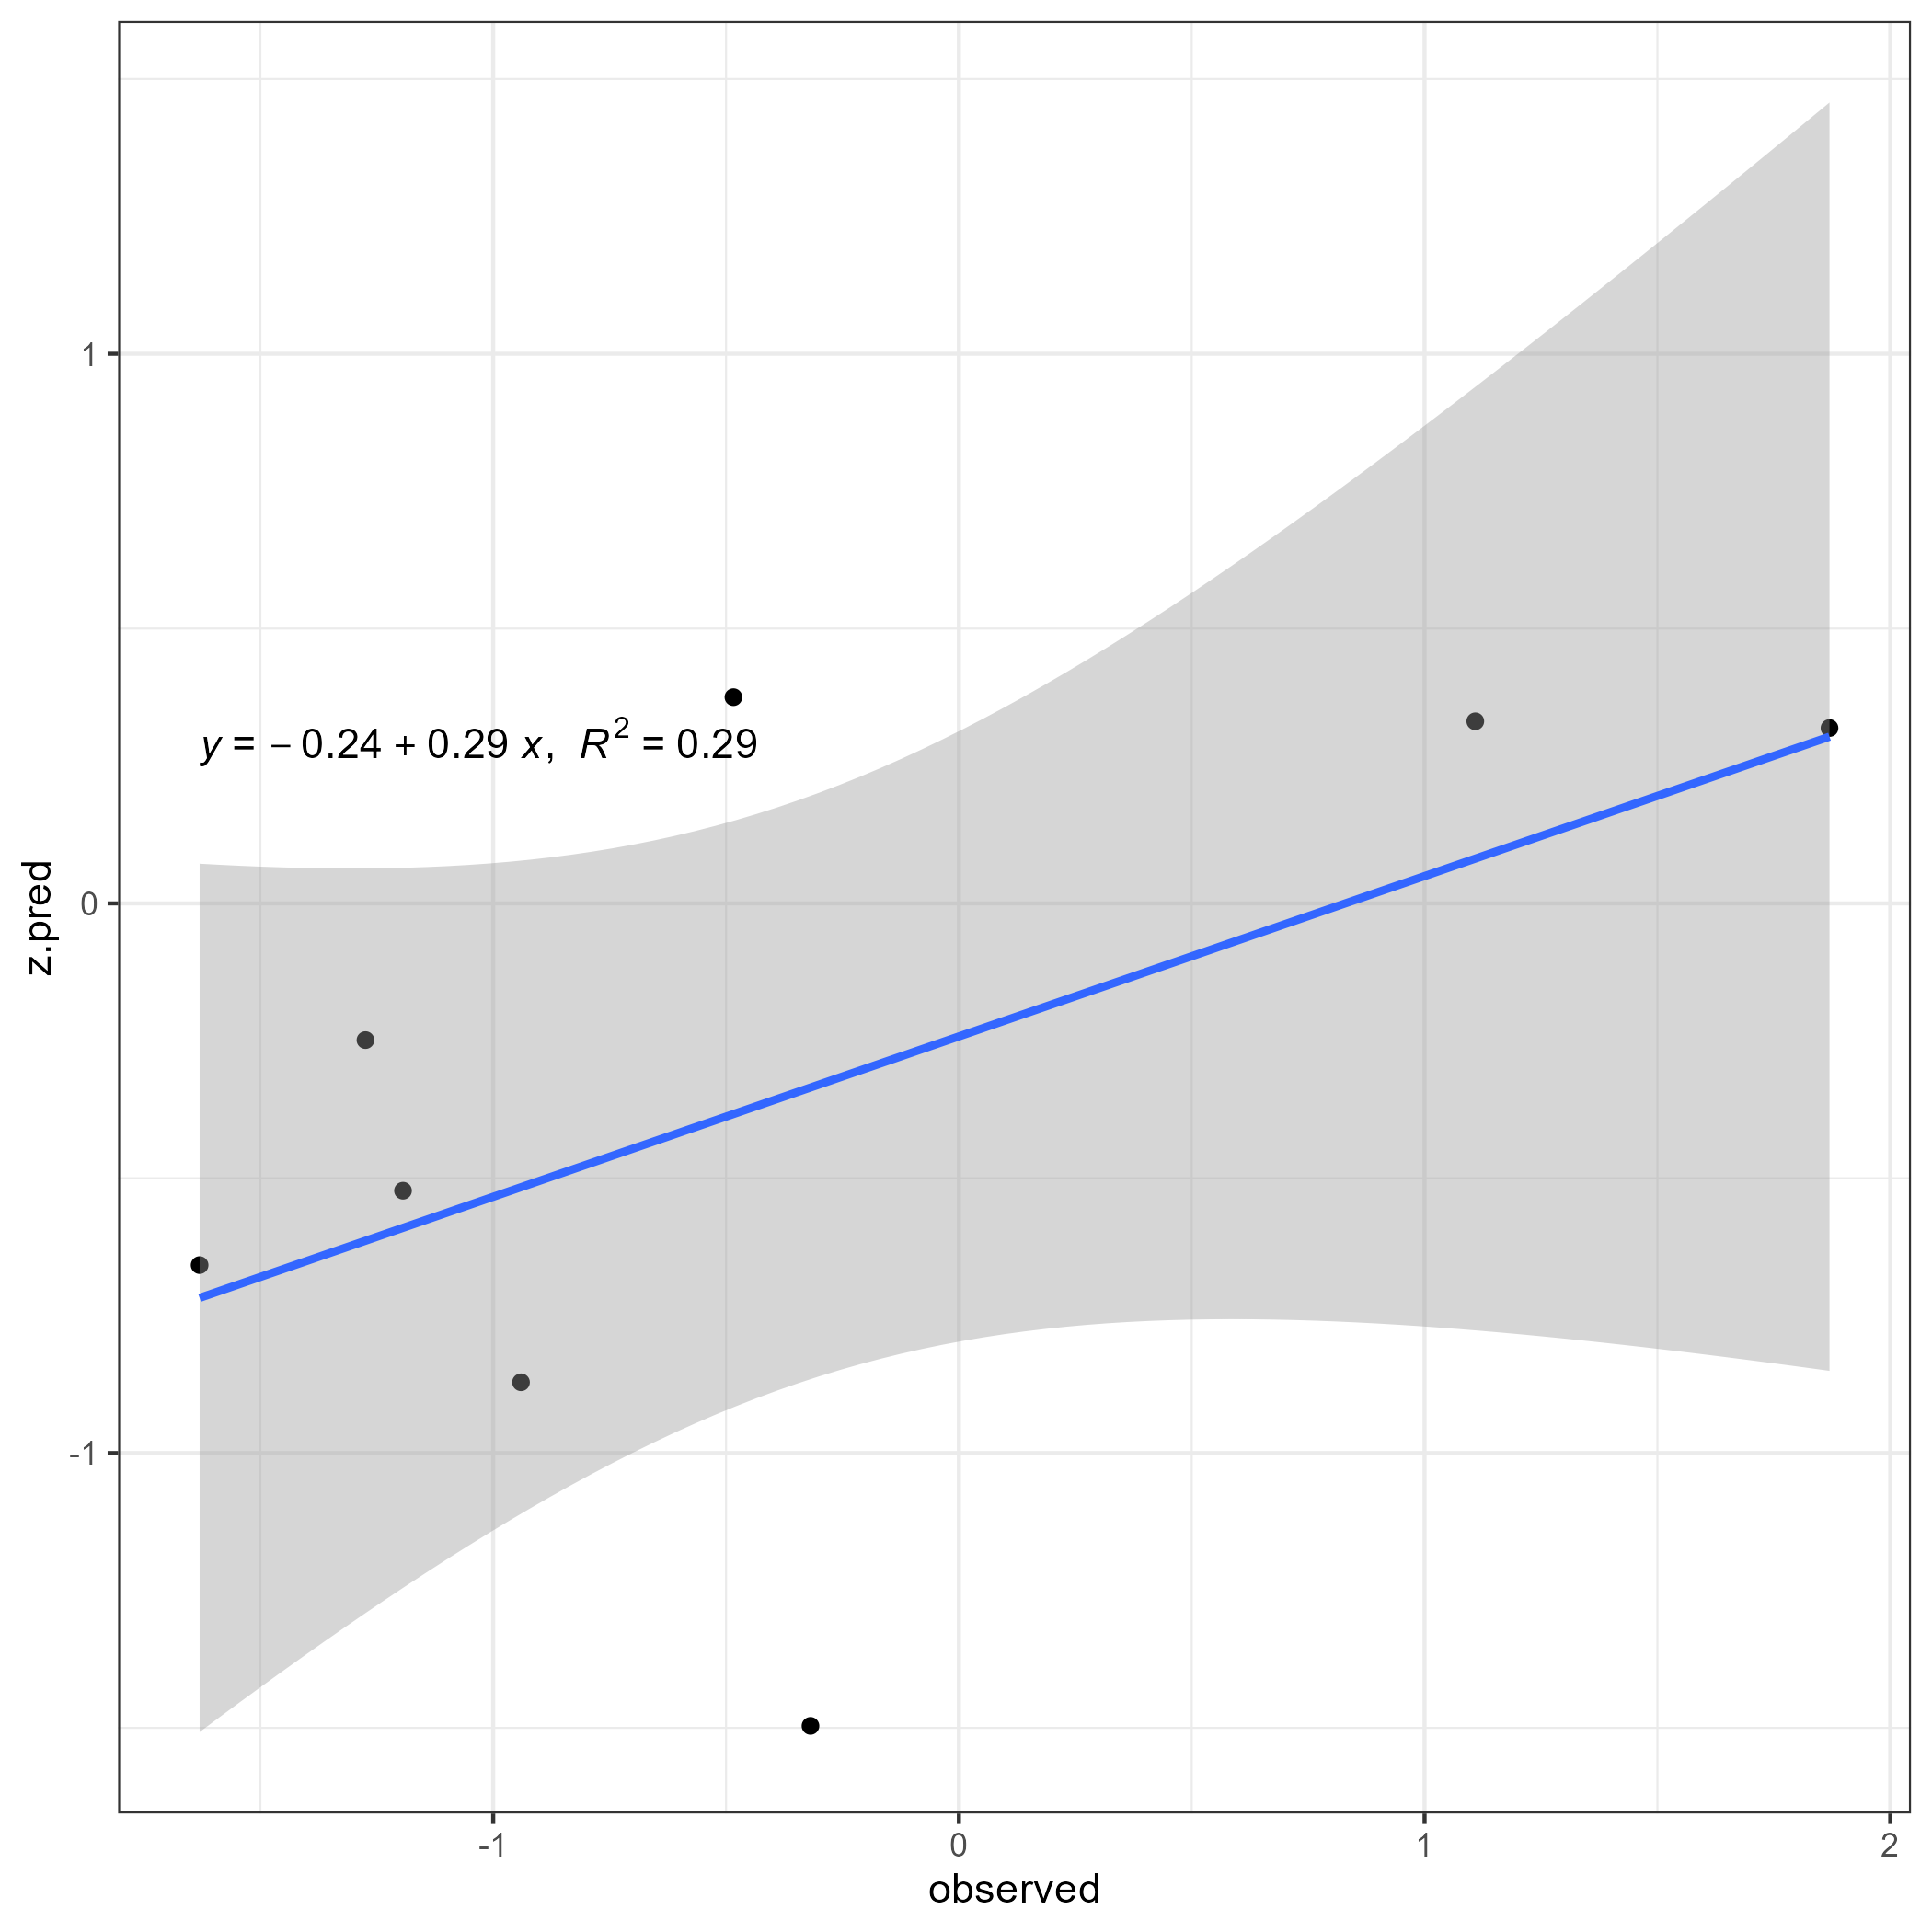 1
y = − 0.24 + 0.29 x, R² = 0.29
0
-1
z.pred
-1 0 1 2
observed